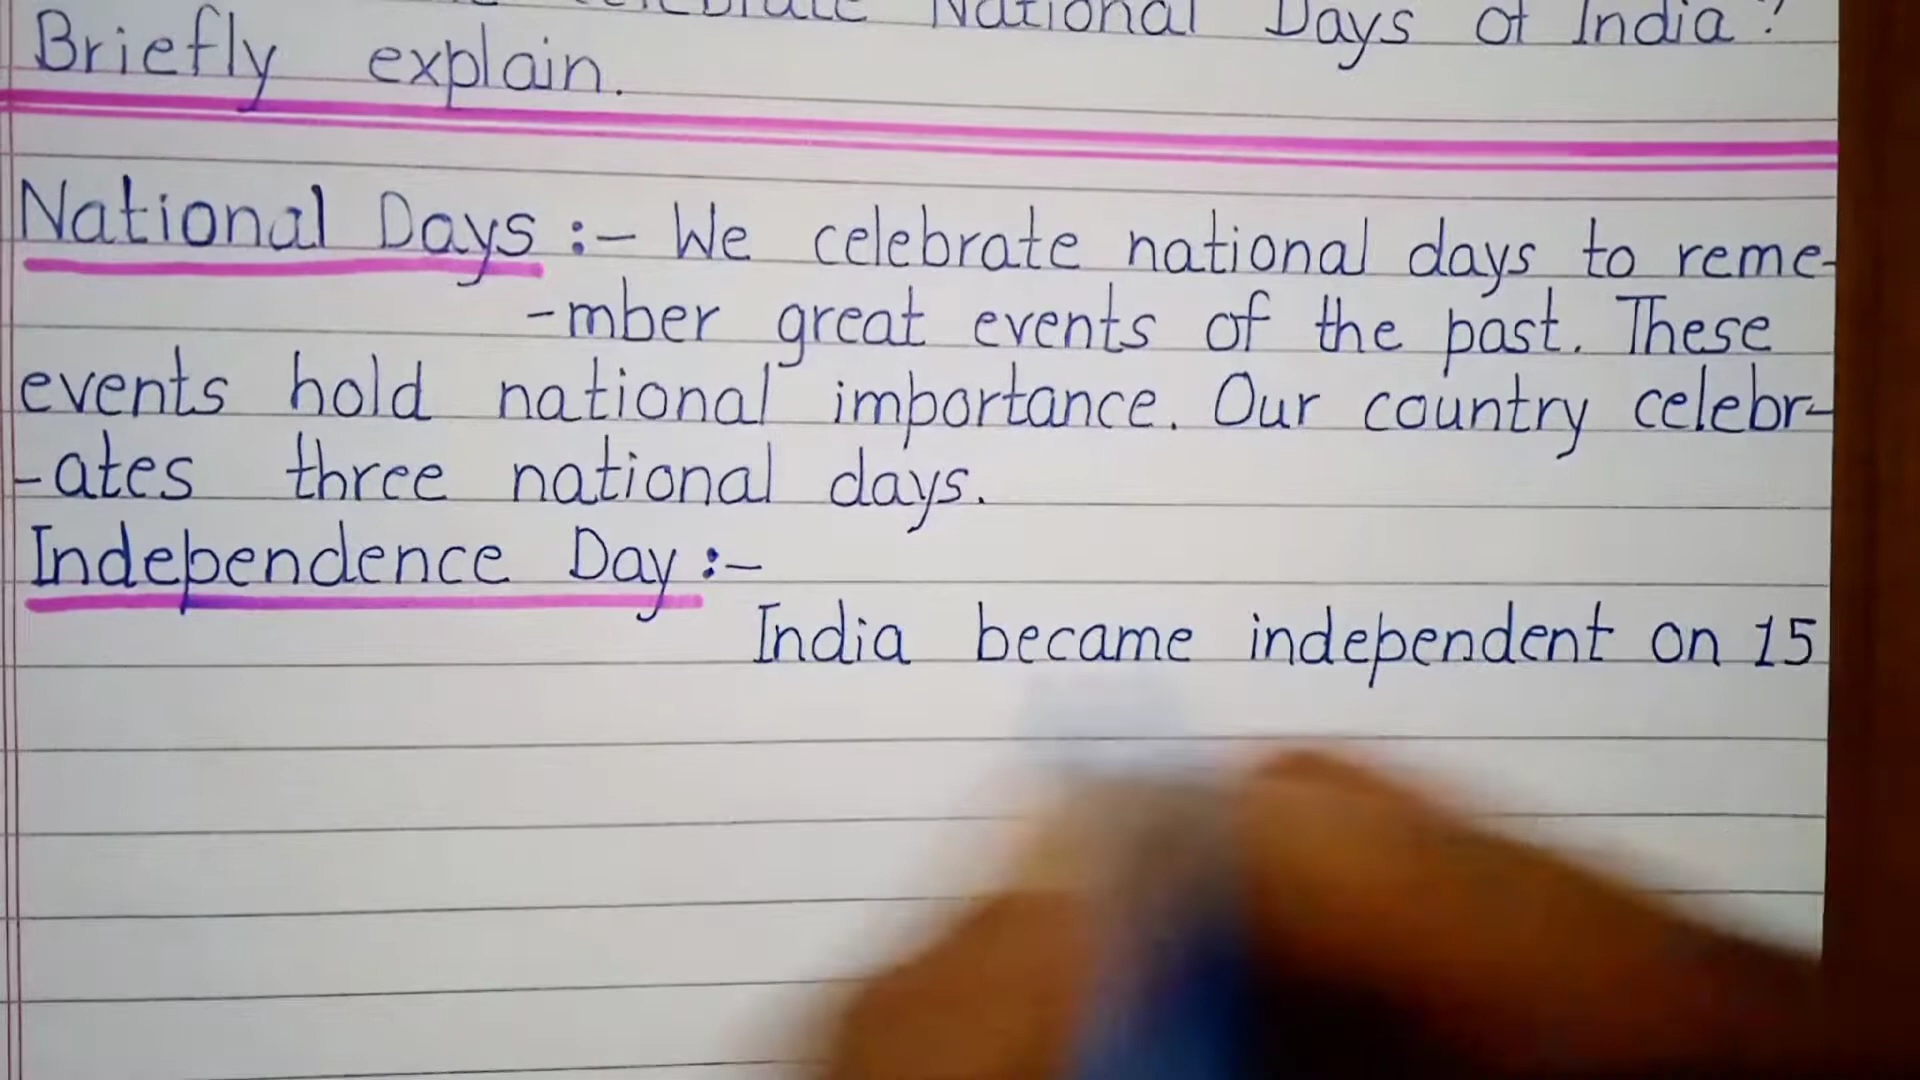 National Days of India?
Briefly explain.
National Days :- We celebrate national days to reme-
-mber great events of the past. These
events hold national importance. Our country celebr-
-ates three national days.
Independence Day :-
India became independent on 15